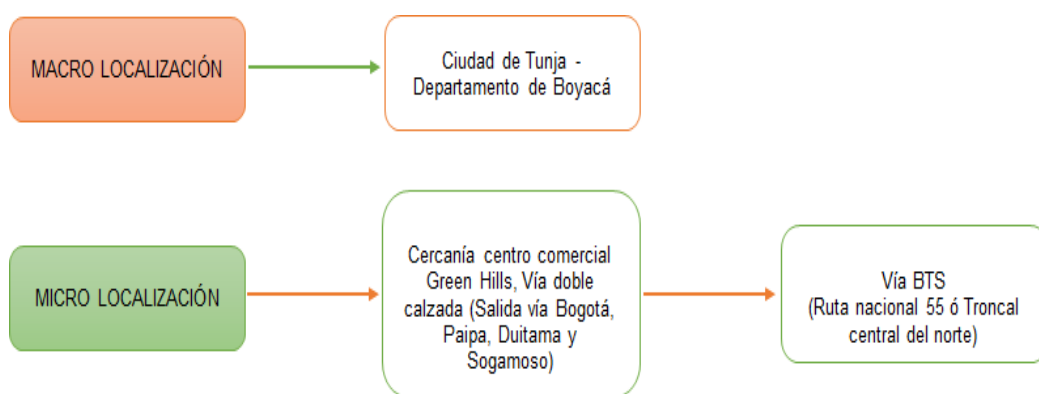 MACRO LOCALIZACIÓN
Ciudad de Tunja -
Departamento de Boyacá
MICRO LOCALIZACIÓN
Cercanía centro comercial
Green Hills, Vía doble
calzada (Salida vía Bogotá,
Paipa, Duitama y
Sogamoso)
Vía BTS
(Ruta nacional 55 ó Troncal
central del norte)